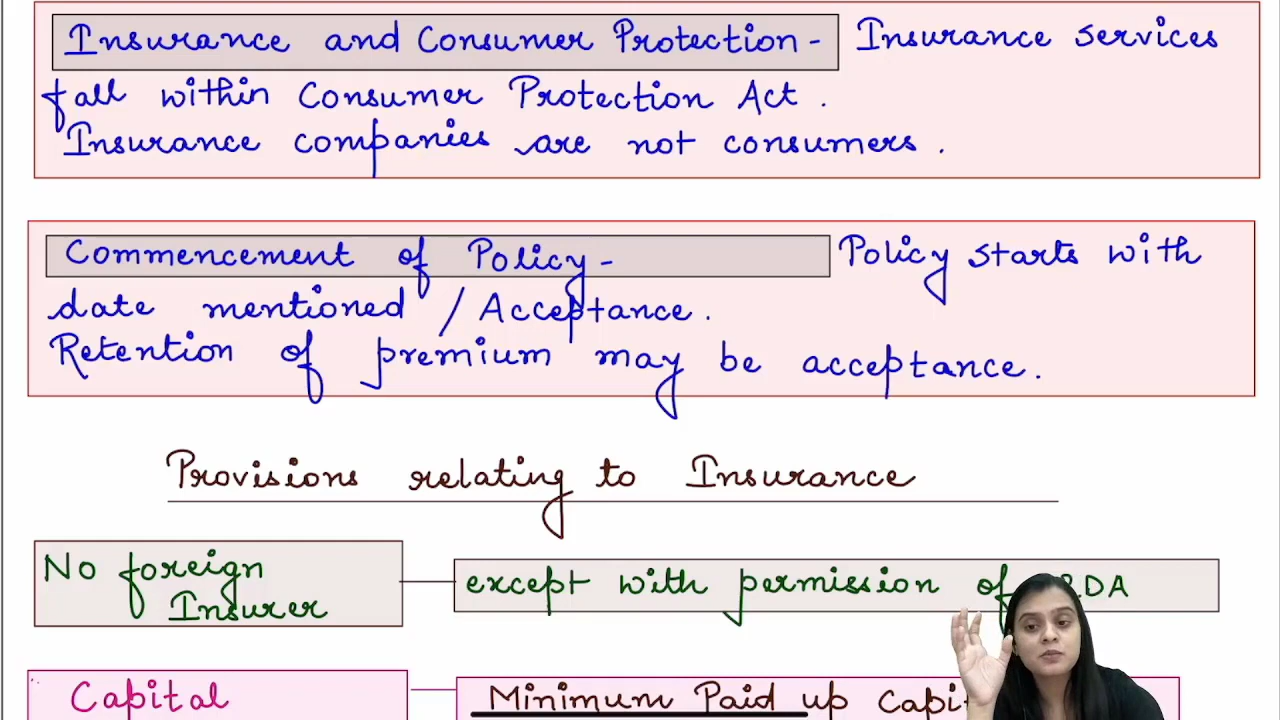 Insurance and Consumer Protection - Insurance services
fall within Consumer Protection Act.
Insurance companies are not consumers.
Commencement of Policy - Policy starts with
date mentioned / Acceptance.
Retention of premium may be acceptance.
Provisions relating to Insurance
No foreign
Insurer
except with permission of
Capital
Minimum Paid up